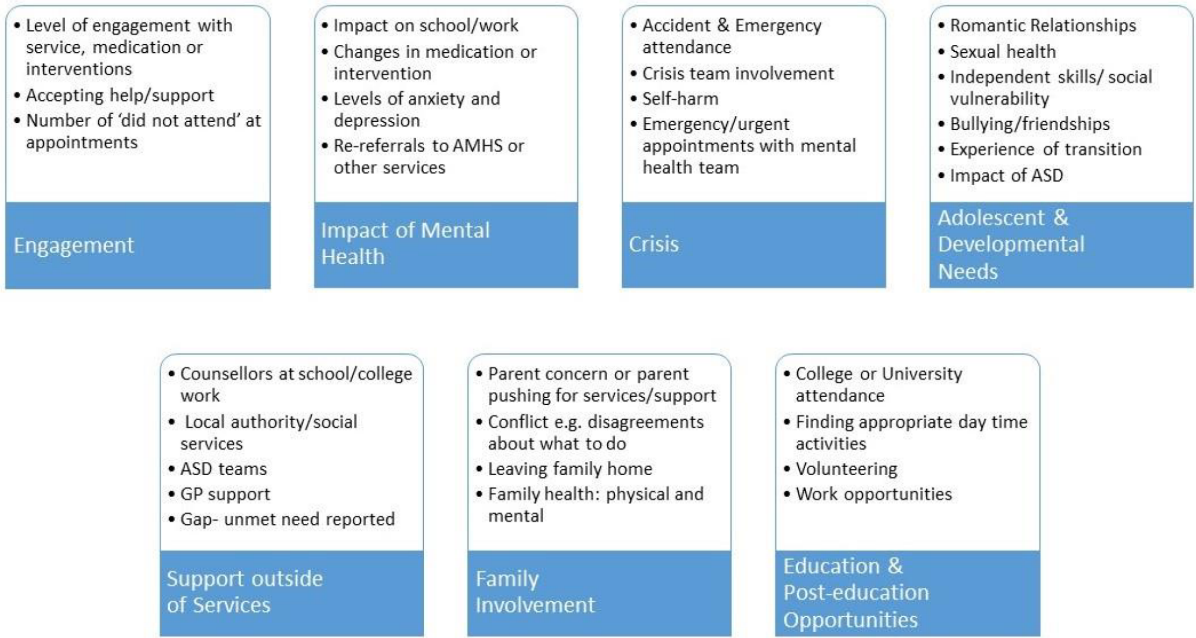 • Level of engagement with
service, medication or
interventions
• Accepting help/support
• Number of ‘did not attend’ at
appointments
Engagement
• Impact on school/work
• Changes in medication or
intervention
• Levels of anxiety and
depression
• Re-referrals to AMHS or
other services
Impact of Mental
Health
• Accident & Emergency
attendance
• Crisis team involvement
• Self-harm
• Emergency/urgent
appointments with mental
health team
Crisis
• Romantic Relationships
• Sexual health
• Independent skills/ social
vulnerability
• Bullying/friendships
• Experience of transition
• Impact of ASD
Adolescent &
Developmental
Needs
• Counsellors at school/college
work
• Local authority/social
services
• ASD teams
• GP support
• Gap- unmet need reported
Support outside
of Services
• Parent concern or parent
pushing for services/support
• Conflict e.g. disagreements
about what to do
• Leaving family home
• Family health: physical and
mental
Family
Involvement
• College or University
attendance
• Finding appropriate day time
activities
• Volunteering
• Work opportunities
Education &
Post-education
Opportunities